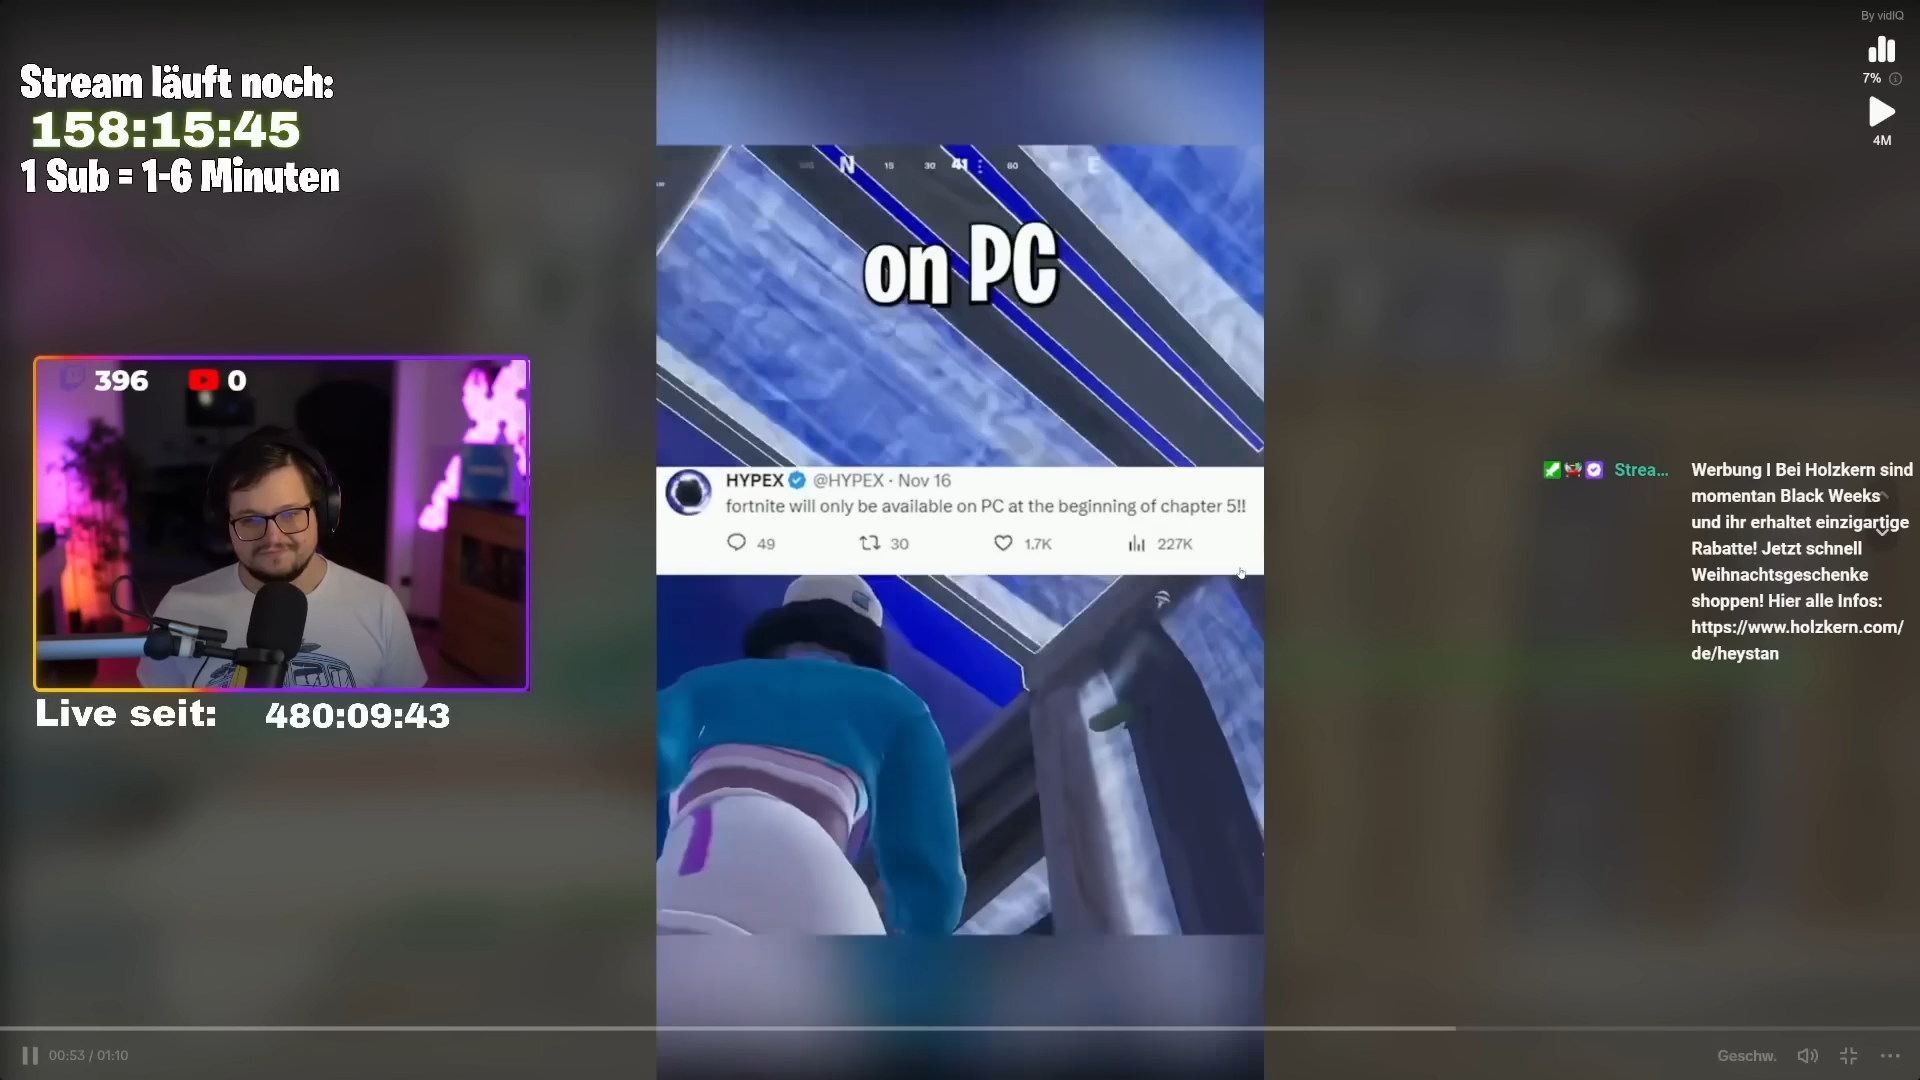 By vidIQ
7%
4M
Stream läuft noch:
158:15:45
1 Sub = 1-6 Minuten
396
0
Live seit: 480:09:43
N 15 30 41 60 E
on PC
HYPEX @HYPEX · Nov 16
fortnite will only be available on PC at the beginning of chapter 5!!
49 30 1.7K 227K
Strea... Werbung I Bei Holzkern sind
momentan Black Weeks
und ihr erhaltet einzigartige
Rabatte! Jetzt schnell
Weihnachtsgeschenke
shoppen! Hier alle Infos:
https://www.holzkern.com/
de/heystan
00:53 / 01:10
Geschw.